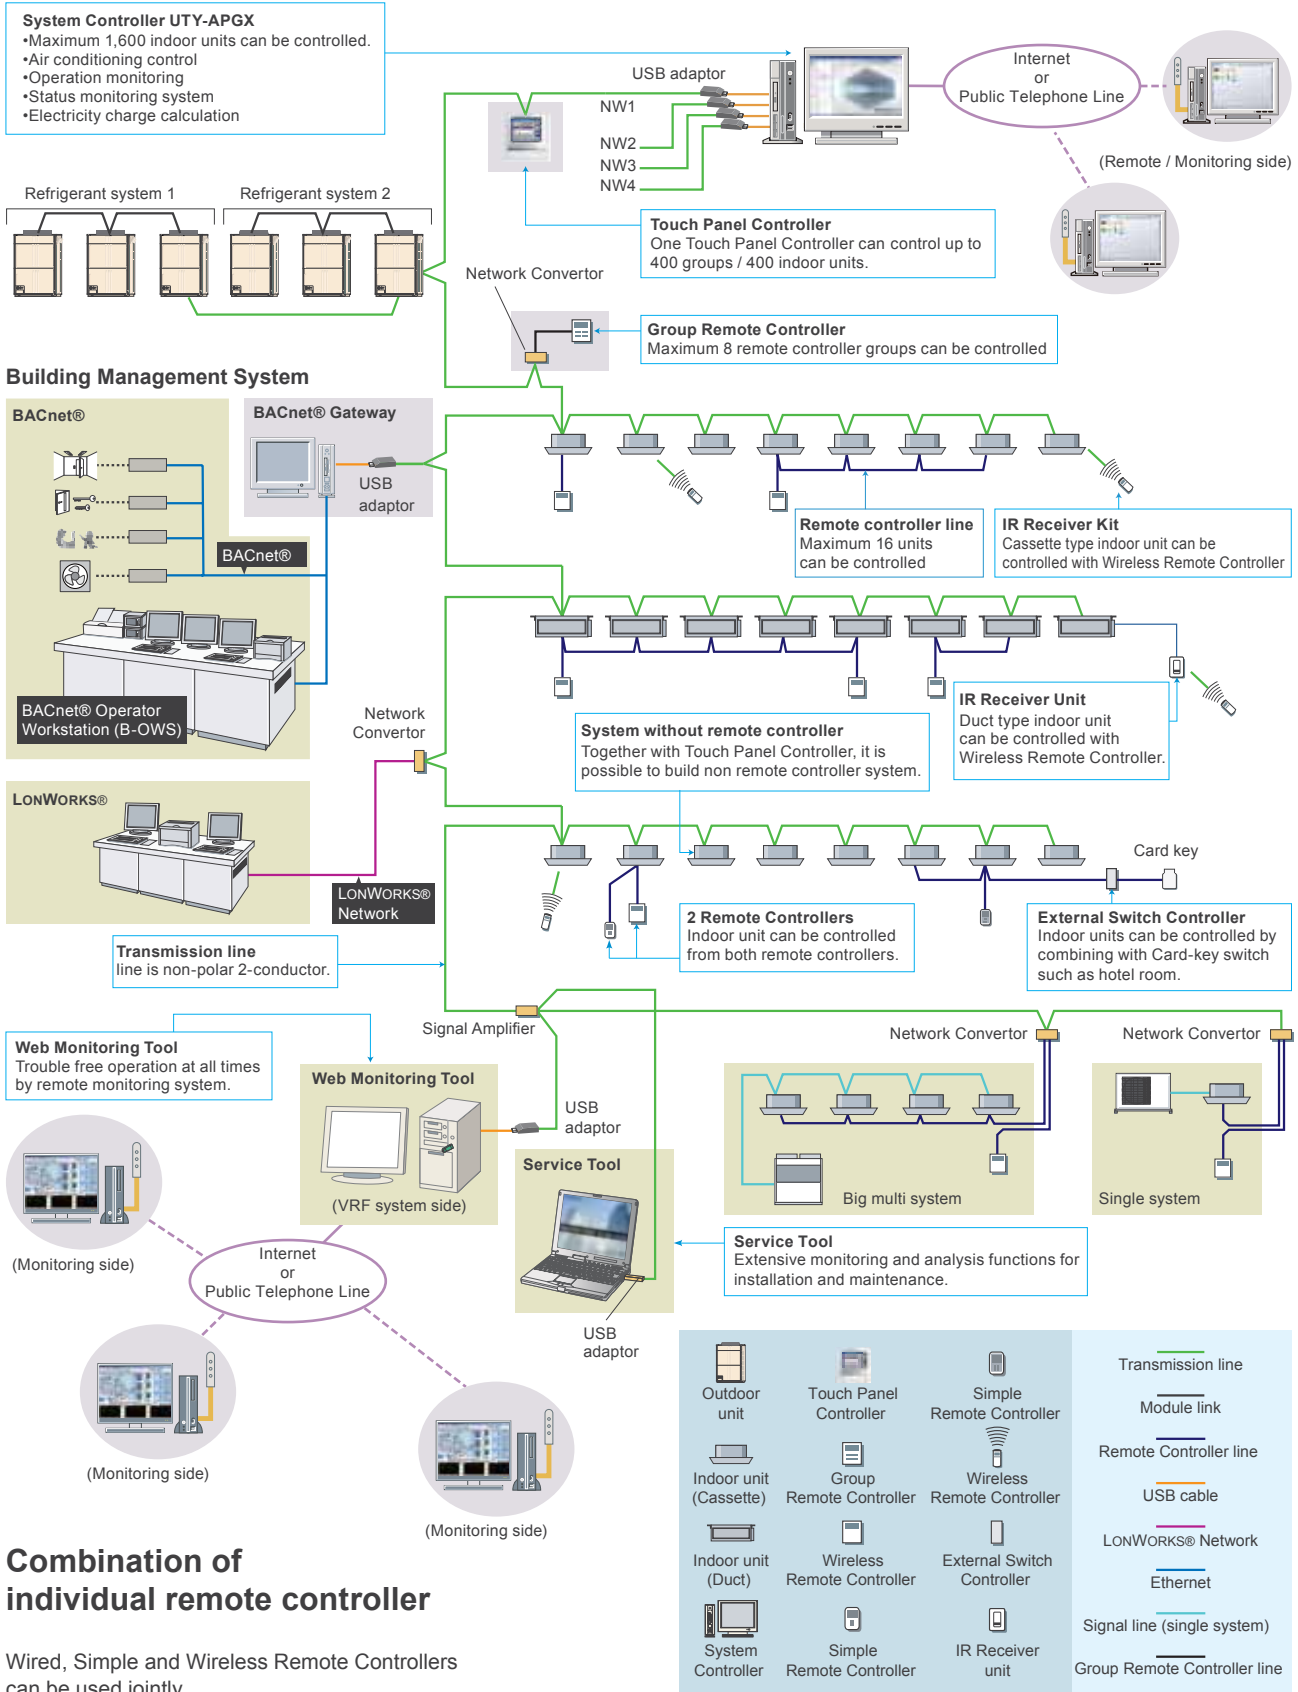 System Controller UTY-APGX
•Maximum 1,600 indoor units can be controlled.
•Air conditioning control
•Operation monitoring
•Status monitoring system
•Electricity charge calculation
USB adaptor
NW1
NW2
NW3
NW4
Internet
or
Public Telephone Line
(Remote / Monitoring side)
Refrigerant system 1
Refrigerant system 2
Touch Panel Controller
One Touch Panel Controller can control up to
400 groups / 400 indoor units.
Network Convertor
Group Remote Controller
Maximum 8 remote controller groups can be controlled
Building Management System
BACnet®
BACnet® Gateway
USB
adaptor
BACnet®
BACnet® Operator
Workstation (B-OWS)
Remote controller line
Maximum 16 units
can be controlled
IR Receiver Kit
Cassette type indoor unit can be
controlled with Wireless Remote Controller
IR Receiver Unit
Duct type indoor unit
can be controlled with
Wireless Remote Controller.
Network
Convertor
System without remote controller
Together with Touch Panel Controller, it is
possible to build non remote controller system.
LONWORKS®
LONWORKS®
Network
Card key
2 Remote Controllers
Indoor unit can be controlled
from both remote controllers.
External Switch Controller
Indoor units can be controlled by
combining with Card-key switch
such as hotel room.
Transmission line
line is non-polar 2-conductor.
Signal Amplifier
Network Convertor
Network Convertor
Web Monitoring Tool
Trouble free operation at all times
by remote monitoring system.
Web Monitoring Tool
(VRF system side)
USB
adaptor
Service Tool
USB
adaptor
Big multi system
Single system
Service Tool
Extensive monitoring and analysis functions for
installation and maintenance.
(Monitoring side)
Internet
or
Public Telephone Line
(Monitoring side)
(Monitoring side)
Outdoor
unit
Touch Panel
Controller
Simple
Remote Controller
Indoor unit
(Cassette)
Group
Remote Controller
Wireless
Remote Controller
Indoor unit
(Duct)
Wireless
Remote Controller
External Switch
Controller
System
Controller
Simple
Remote Controller
IR Receiver
unit
Transmission line
Module link
Remote Controller line
USB cable
LONWORKS® Network
Ethernet
Signal line (single system)
Group Remote Controller line
Combination of
individual remote controller
Wired, Simple and Wireless Remote Controllers
can be used jointly